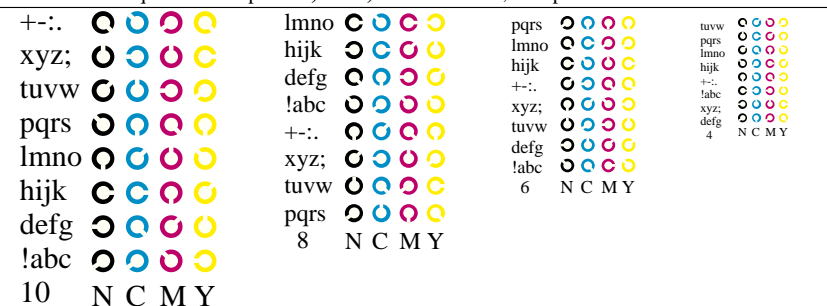 +-:.
xyz;
tuvw
pqrs
lmno
hijk
defg
!abc
10 N C M Y
lmno
hijk
defg
!abc
+-:.
xyz;
tuvw
pqrs
8 N C M Y
pqrs
lmno
hijk
+-:.
xyz;
tuvw
defg
!abc
6 N C M Y
tuvw
pqrs
lmno
hijk
+-:.
!abc
xyz;
defg
4 N C M Y